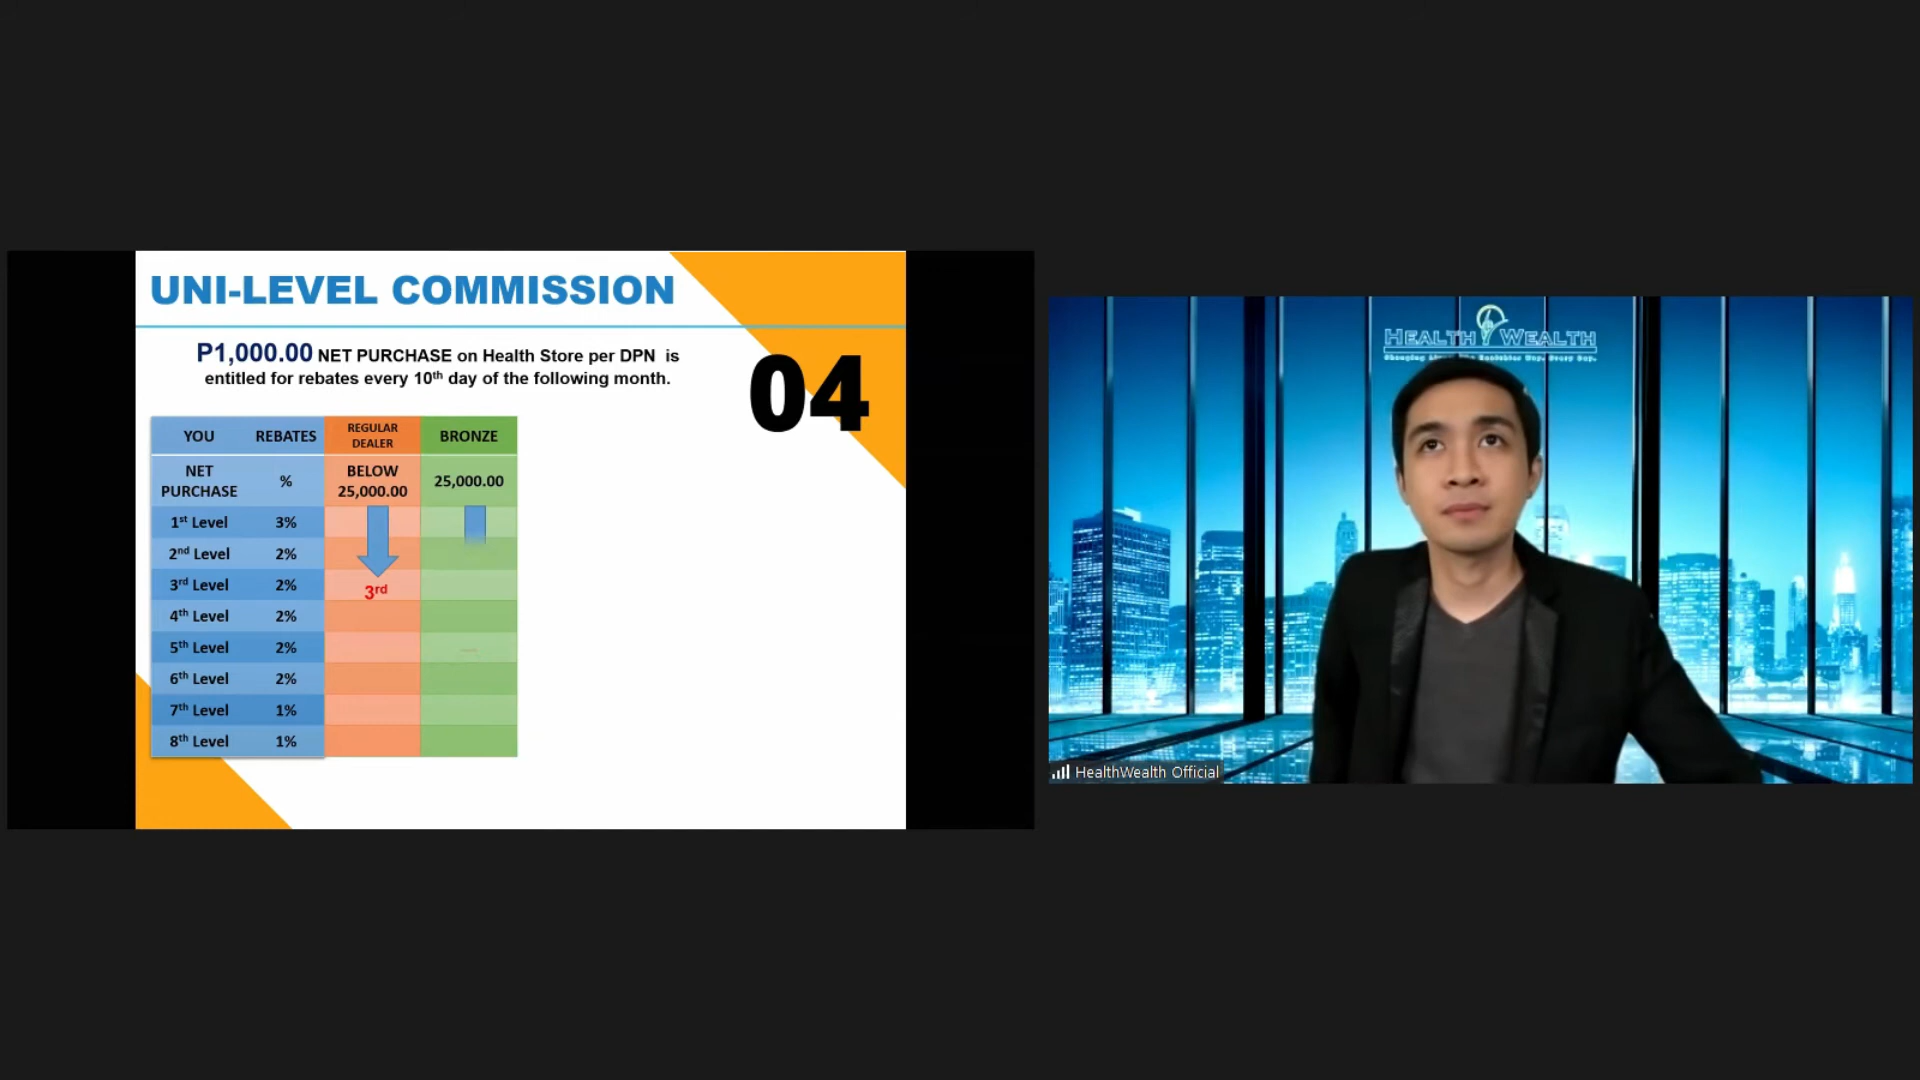 UNI-LEVEL COMMISSION
P1,000.00 NET PURCHASE on Health Store per DPN is
entitled for rebates every 10th day of the following month.
04
YOU REBATES REGULAR DEALER BRONZE
NET PURCHASE % BELOW 25,000.00 25,000.00
1st Level 3%
2nd Level 2%
3rd Level 2% 3rd
4th Level 2%
5th Level 2%
6th Level 2%
7th Level 1%
8th Level 1%
HEALTH WEALTH
HealthWealth Official